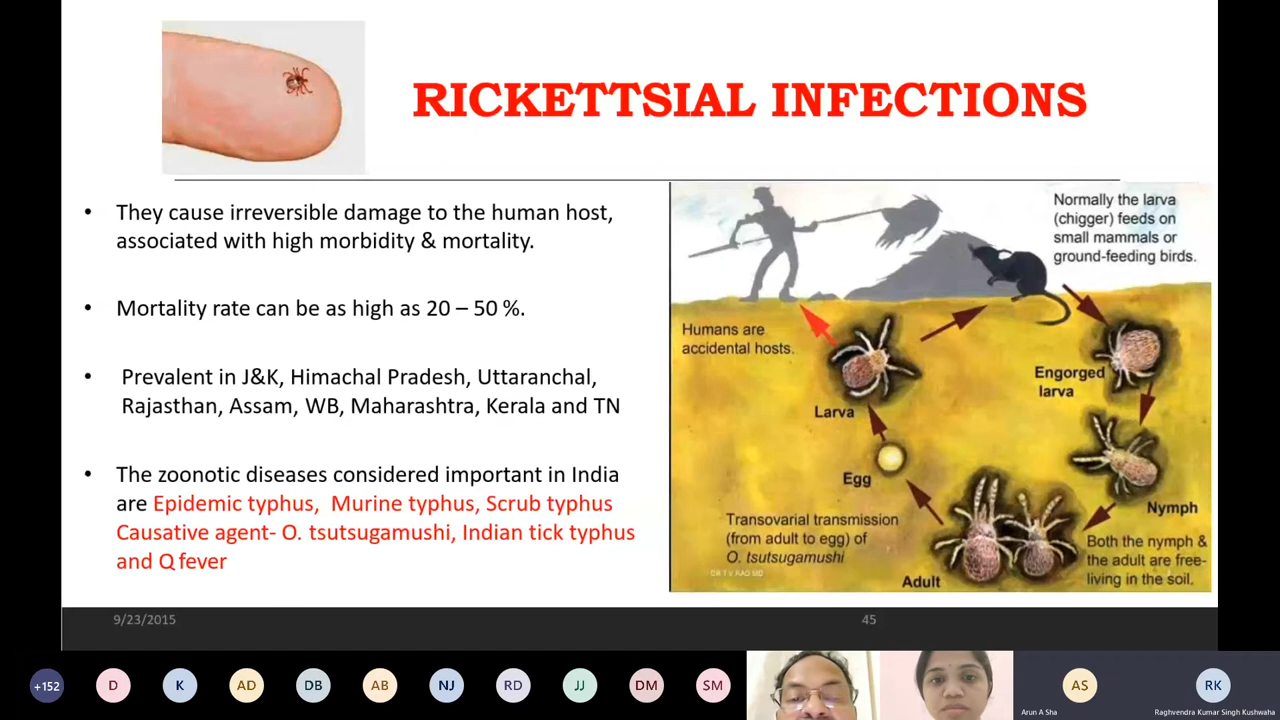 RICKETTSIAL INFECTIONS
• They cause irreversible damage to the human host,
associated with high morbidity & mortality.
• Mortality rate can be as high as 20 – 50 %.
• Prevalent in J&K, Himachal Pradesh, Uttaranchal,
Rajasthan, Assam, WB, Maharashtra, Kerala and TN
• The zoonotic diseases considered important in India
are Epidemic typhus, Murine typhus, Scrub typhus
Causative agent- O. tsutsugamushi, Indian tick typhus
and Q fever
Normally the larva
(chigger) feeds on
small mammals or
ground-feeding birds.
Humans are
accidental hosts.
Engorged
larva
Larva
Egg
Nymph
Transovarial transmission
(from adult to egg) of
O. tsutsugamushi
Both the nymph &
the adult are free-
living in the soil.
DR T V RAO MD
Adult
9/23/2015
45
+152
D
K
AD
DB
AB
NJ
RD
JJ
DM
SM
AS
RK
Arun A Sha
Raghvendra Kumar Singh Kushwaha